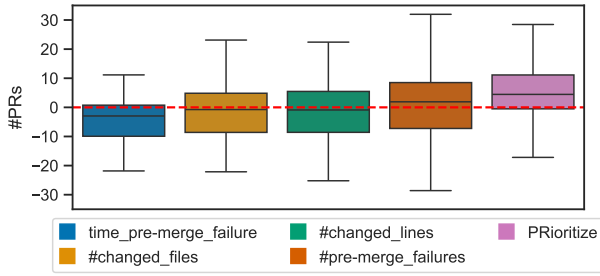 30
20
10
0
−10
−20
−30
#PRs
time_pre-merge_failure #changed_lines PRioritize
#changed_files #pre-merge_failures